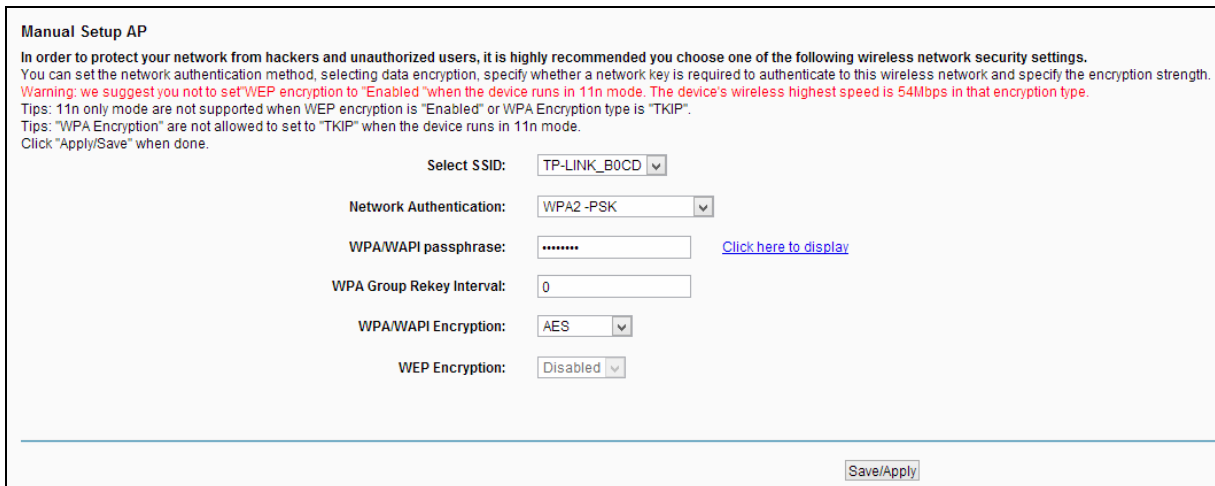 Manual Setup AP
In order to protect your network from hackers and unauthorized users, it is highly recommended you choose one of the following wireless network security settings.
You can set the network authentication method, selecting data encryption, specify whether a network key is required to authenticate to this wireless network and specify the encryption strength.
Warning: we suggest you not to set"WEP encryption to "Enabled "when the device runs in 11n mode. The device's wireless highest speed is 54Mbps in that encryption type.
Tips: 11n only mode are not supported when WEP encryption is "Enabled" or WPA Encryption type is "TKIP".
Tips: "WPA Encryption" are not allowed to set to "TKIP" when the device runs in 11n mode.
Click "Apply/Save" when done.
Select SSID: TP-LINK_B0CD
Network Authentication: WPA2 -PSK
WPA/WAPI passphrase: •••••••• Click here to display
WPA Group Rekey Interval: 0
WPA/WAPI Encryption: AES
WEP Encryption: Disabled
Save/Apply